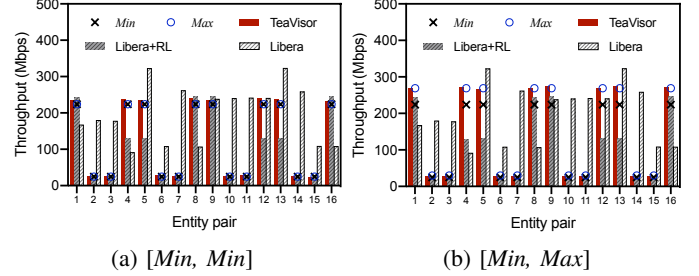 500
400
300
200
100
0
Throughput (Mbps)
Min Max TeaVisor
Libera+RL Libera
1 2 3 4 5 6 7 8 9 10 11 12 13 14 15 16
Entity pair
(a) [Min, Min]
500
400
300
200
100
0
Throughput (Mbps)
Min Max TeaVisor
Libera+RL Libera
1 2 3 4 5 6 7 8 9 10 11 12 13 14 15 16
Entity pair
(b) [Min, Max]